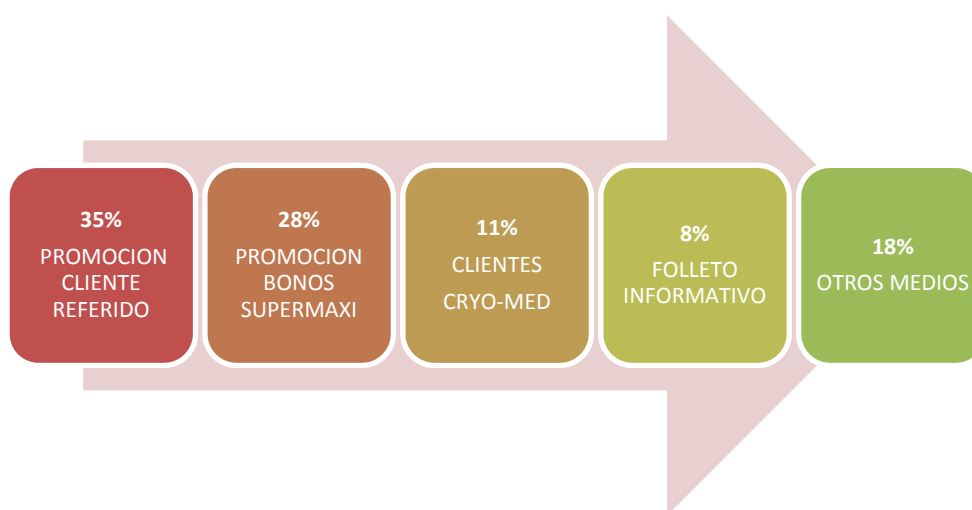 35%
PROMOCION
CLIENTE
REFERIDO
28%
PROMOCION
BONOS
SUPERMAXI
11%
CLIENTES
CRYO-MED
8%
FOLLETO
INFORMATIVO
18%
OTROS MEDIOS